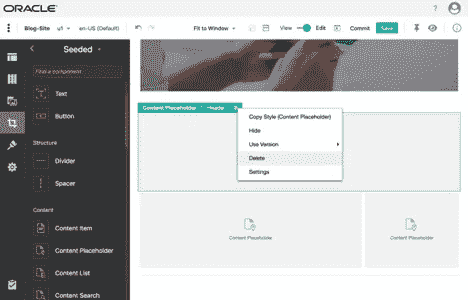 ORACLE
?
Blog-Site u1 en-US (Default) Fit to Window View Edit Commit Save
Seeded
Find a component
Text
Button
Structure
Divider
Spacer
Content
Content Item
Content Placeholder
Content List
Content Search
Content Placeholder
Copy Style (Content Placeholder)
Hide
Use Version
Delete
Settings
Content Placeholder
Content Placeholder